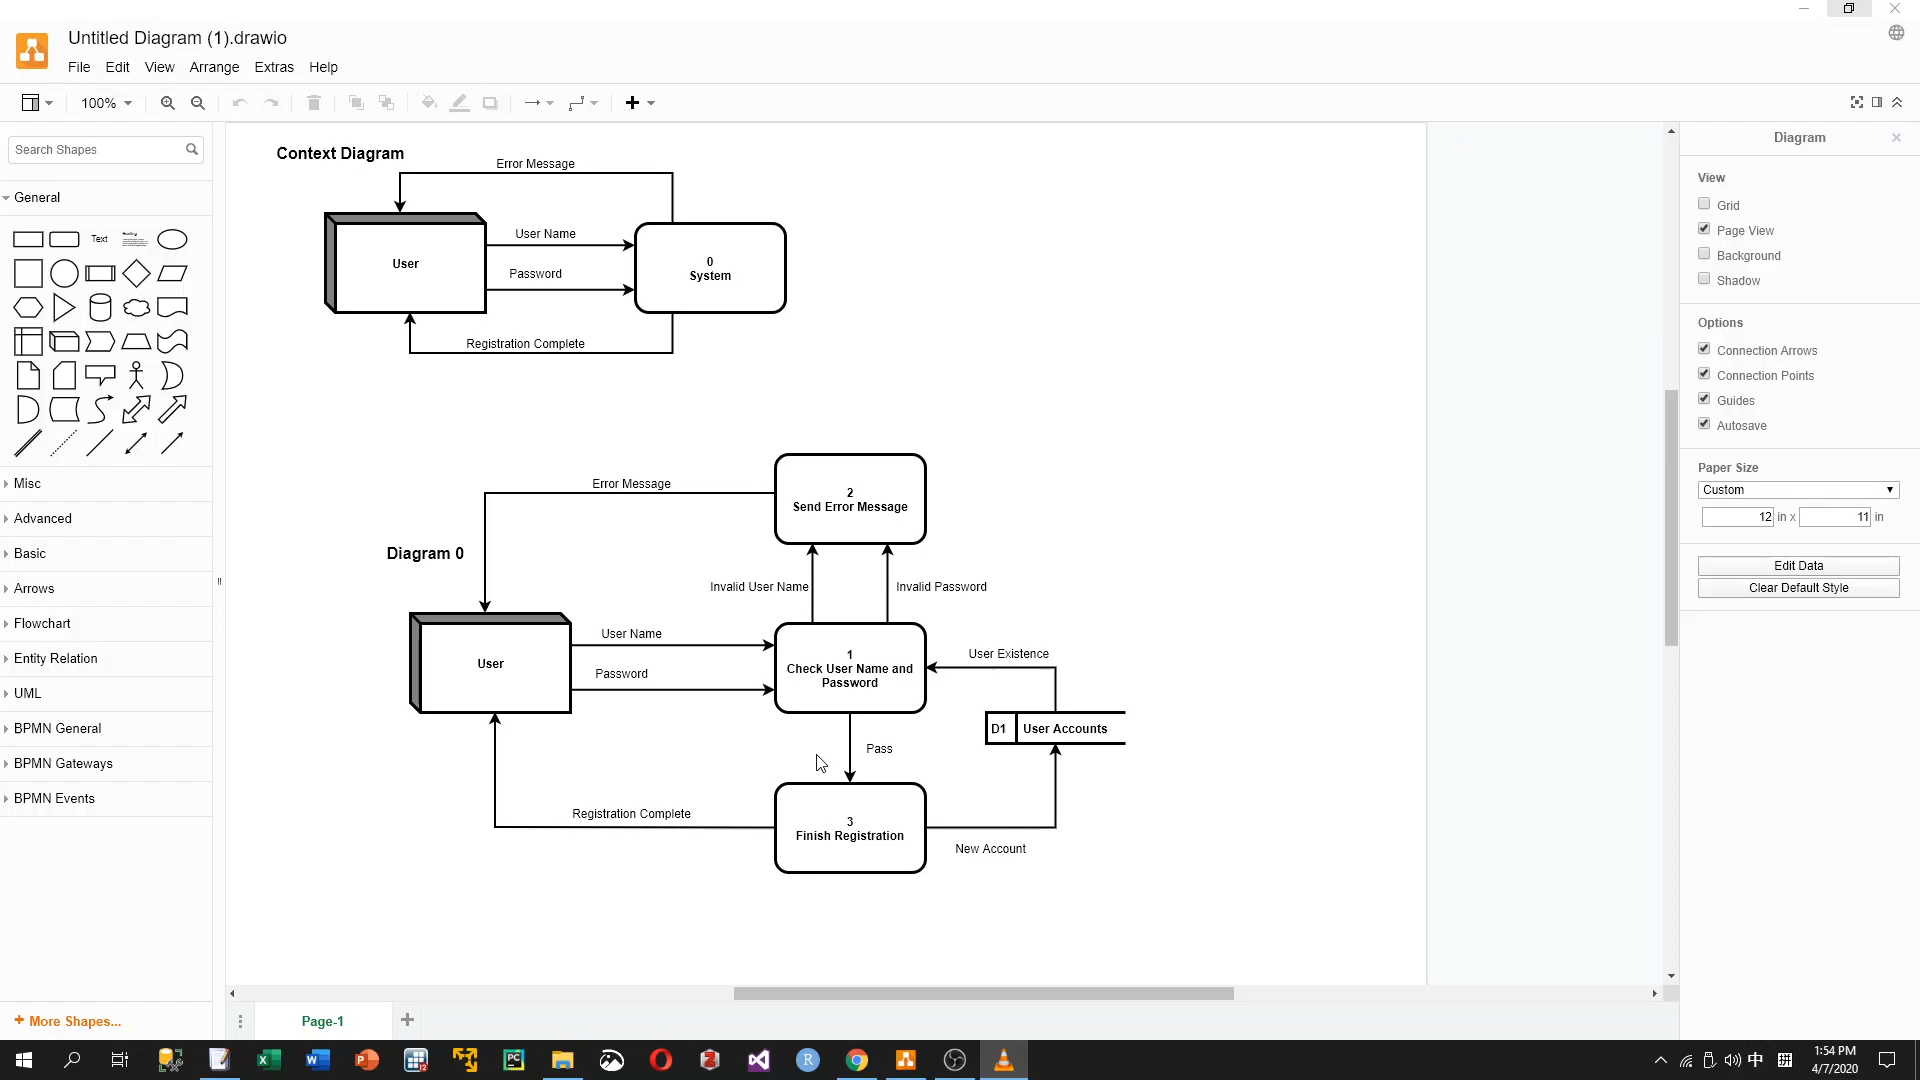 Untitled Diagram (1).drawio
File Edit View Arrange Extras Help
100%
Search Shapes
General
Text
Misc
Advanced
Basic
Arrows
Flowchart
Entity Relation
UML
BPMN General
BPMN Gateways
BPMN Events
+ More Shapes...
Context Diagram
Error Message
User
User Name
Password
0
System
Registration Complete
2
Send Error Message
Error Message
Diagram 0
Invalid User Name
Invalid Password
User
User Name
Password
1
Check User Name and
Password
User Existence
D1 User Accounts
Pass
Registration Complete
3
Finish Registration
New Account
Page-1
Diagram
View
Grid
Page View
Background
Shadow
Options
Connection Arrows
Connection Points
Guides
Autosave
Paper Size
Custom
12 in x 11 in
Edit Data
Clear Default Style
中
拼
1:54 PM
4/7/2020